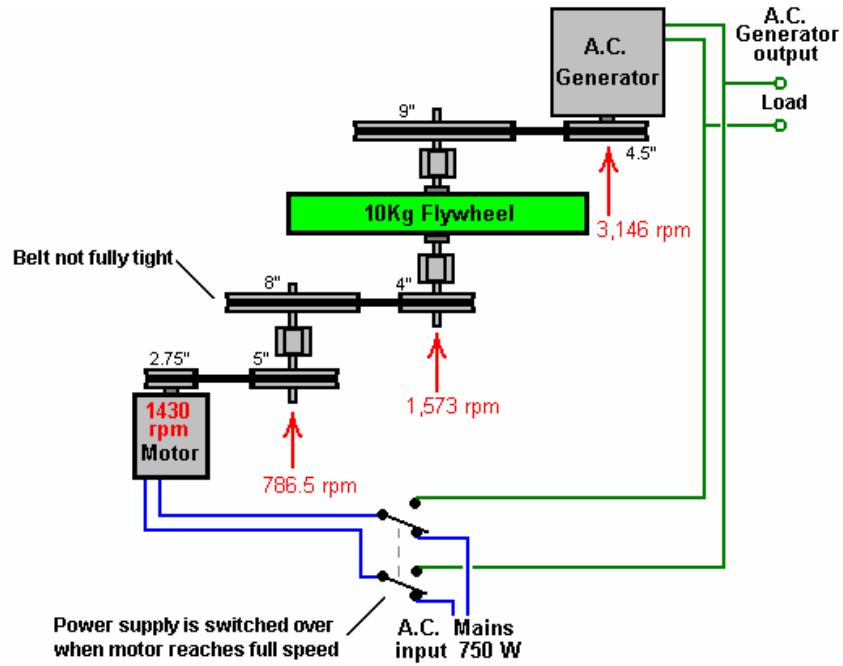 A.C.
Generator
output
A.C.
Generator
Load
9"
4.5"
10Kg Flywheel
3,146 rpm
Belt not fully tight
8"
4"
2.75"
5"
1430
rpm
Motor
1,573 rpm
786.5 rpm
Power supply is switched over
when motor reaches full speed
A.C. Mains
input 750 W